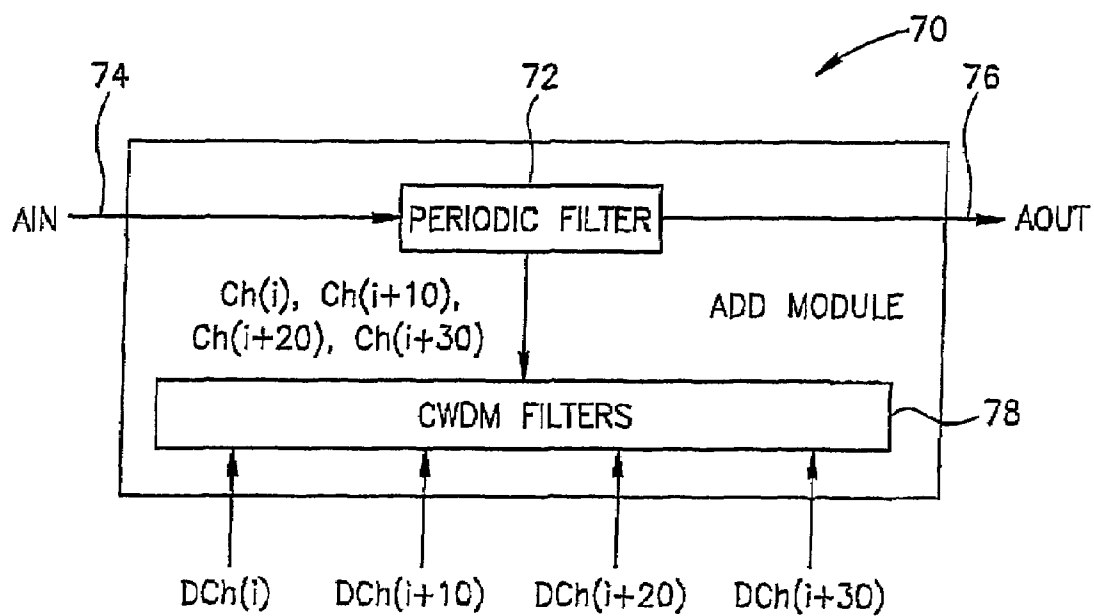 70
74
72
76
AIN
PERIODIC FILTER
AOUT
Ch(i), Ch(i+10),
Ch(i+20), Ch(i+30)
ADD MODULE
CWDM FILTERS
78
DCh(i)
DCh(i+10)
DCh(i+20)
DCh(i+30)